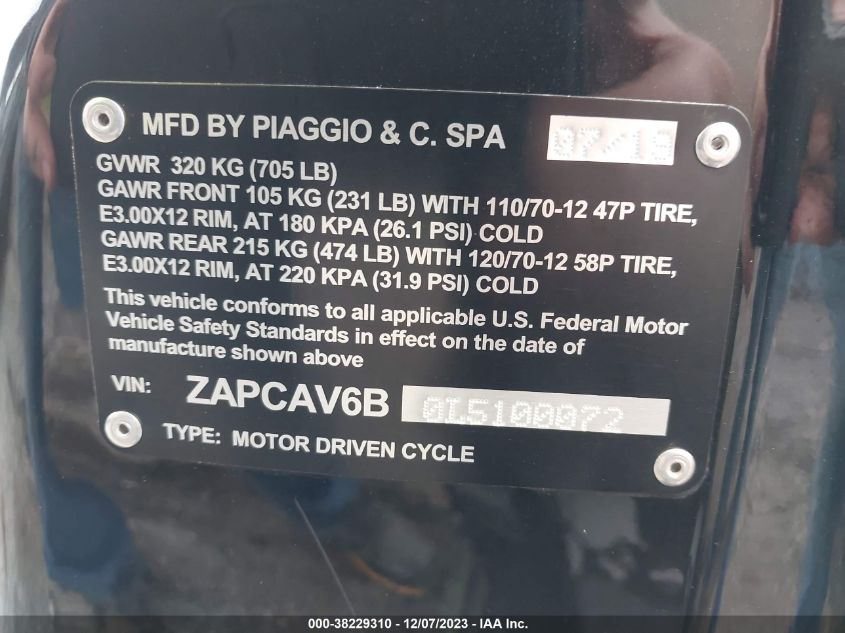 MFD BY PIAGGIO & C. SPA 07/19
GVWR 320 KG (705 LB)
GAWR FRONT 105 KG (231 LB) WITH 110/70-12 47P TIRE,
E3.00X12 RIM, AT 180 KPA (26.1 PSI) COLD
GAWR REAR 215 KG (474 LB) WITH 120/70-12 58P TIRE,
E3.00X12 RIM, AT 220 KPA (31.9 PSI) COLD
This vehicle conforms to all applicable U.S. Federal Motor
Vehicle Safety Standards in effect on the date of
manufacture shown above
VIN: ZAPCAV6B 0L5100072
TYPE: MOTOR DRIVEN CYCLE
000-38229310 - 12/07/2023 - IAA Inc.